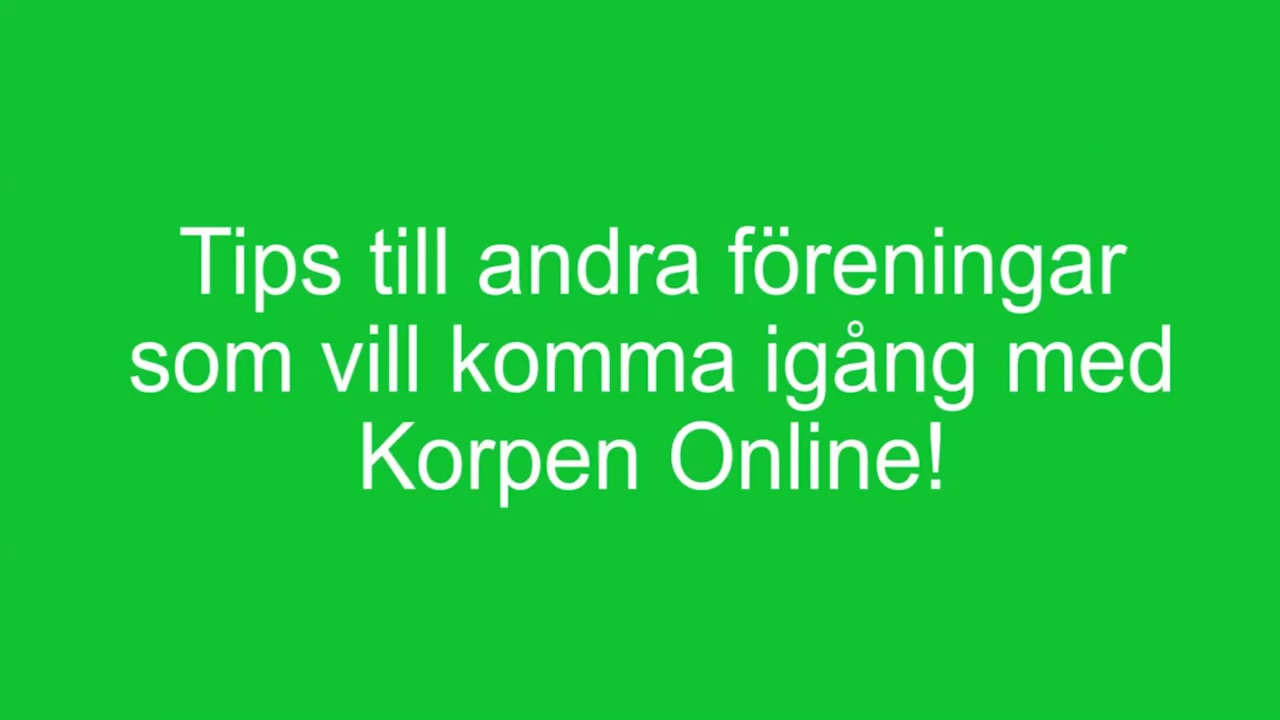 Tips till andra föreningar
som vill komma igång med
Korpen Online!